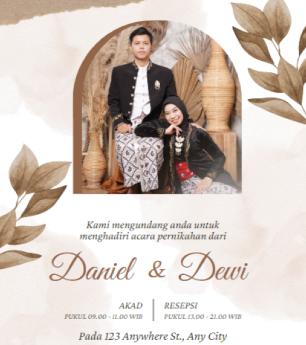 Kami mengundang anda untuk
menghadiri acara pernikahan dari
Daniel & Dewi
AKAD
PUKUL 09.00 - 11.00 WIB
RESEPSI
PUKUL 13.00 - 21.00 WIB
Pada 123 Anywhere St., Any City